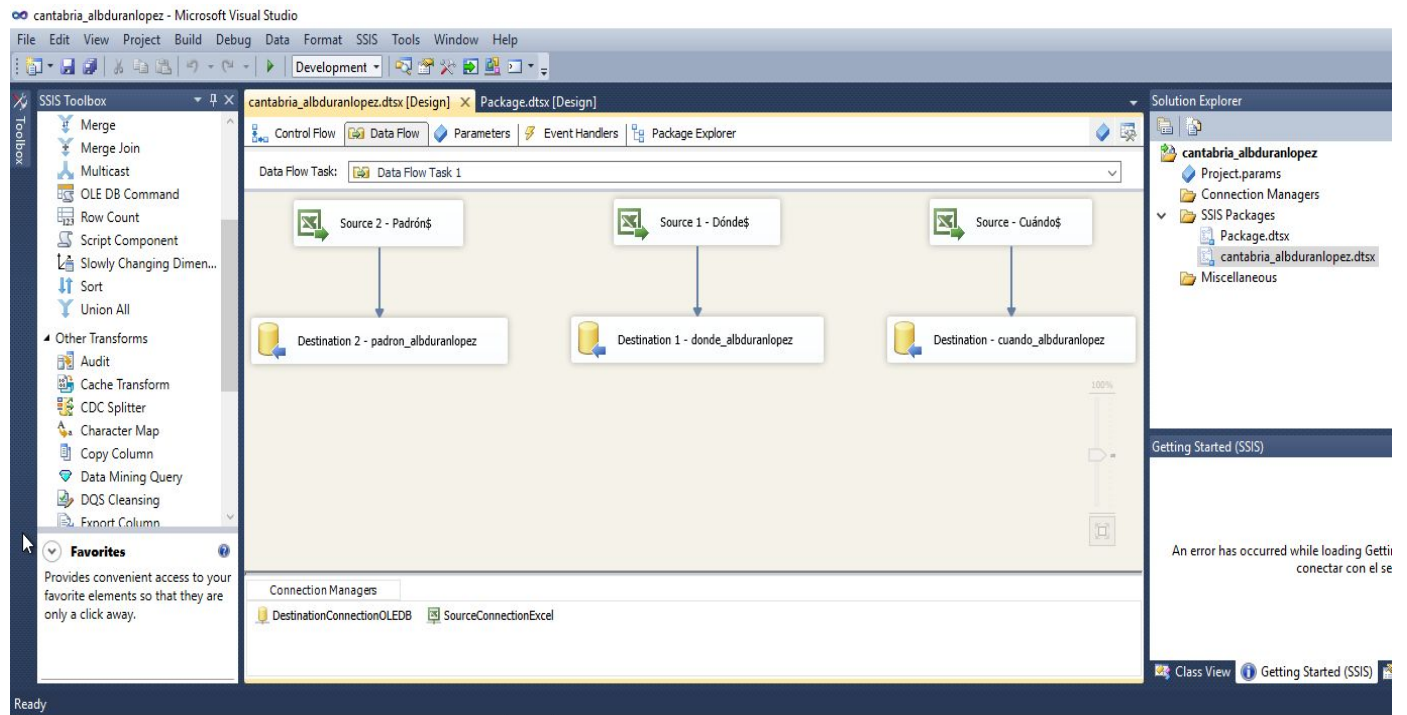 cantabria_albduranlopez - Microsoft Visual Studio
File Edit View Project Build Debug Data Format SSIS Tools Window Help
Development
Toolbox
SSIS Toolbox
Merge
Merge Join
Multicast
OLE DB Command
Row Count
Script Component
Slowly Changing Dimen...
Sort
Union All
Other Transforms
Audit
Cache Transform
CDC Splitter
Character Map
Copy Column
Data Mining Query
DQS Cleansing
Export Column
Favorites
Provides convenient access to your
favorite elements so that they are
only a click away.
cantabria_albduranlopez.dtsx [Design] Package.dtsx [Design]
Control Flow Data Flow Parameters Event Handlers Package Explorer
Data Flow Task: Data Flow Task 1
Source 2 - Padrón$ Source 1 - Dónde$ Source - Cuándo$
Destination 2 - padron_albduranlopez Destination 1 - donde_albduranlopez Destination - cuando_albduranlopez
100%
Connection Managers
DestinationConnectionOLEDB SourceConnectionExcel
Solution Explorer
cantabria_albduranlopez
Project.params
Connection Managers
SSIS Packages
Package.dtsx
cantabria_albduranlopez.dtsx
Miscellaneous
Getting Started (SSIS)
An error has occurred while loading Getti
conectar con el se
Class View Getting Started (SSIS)
Ready